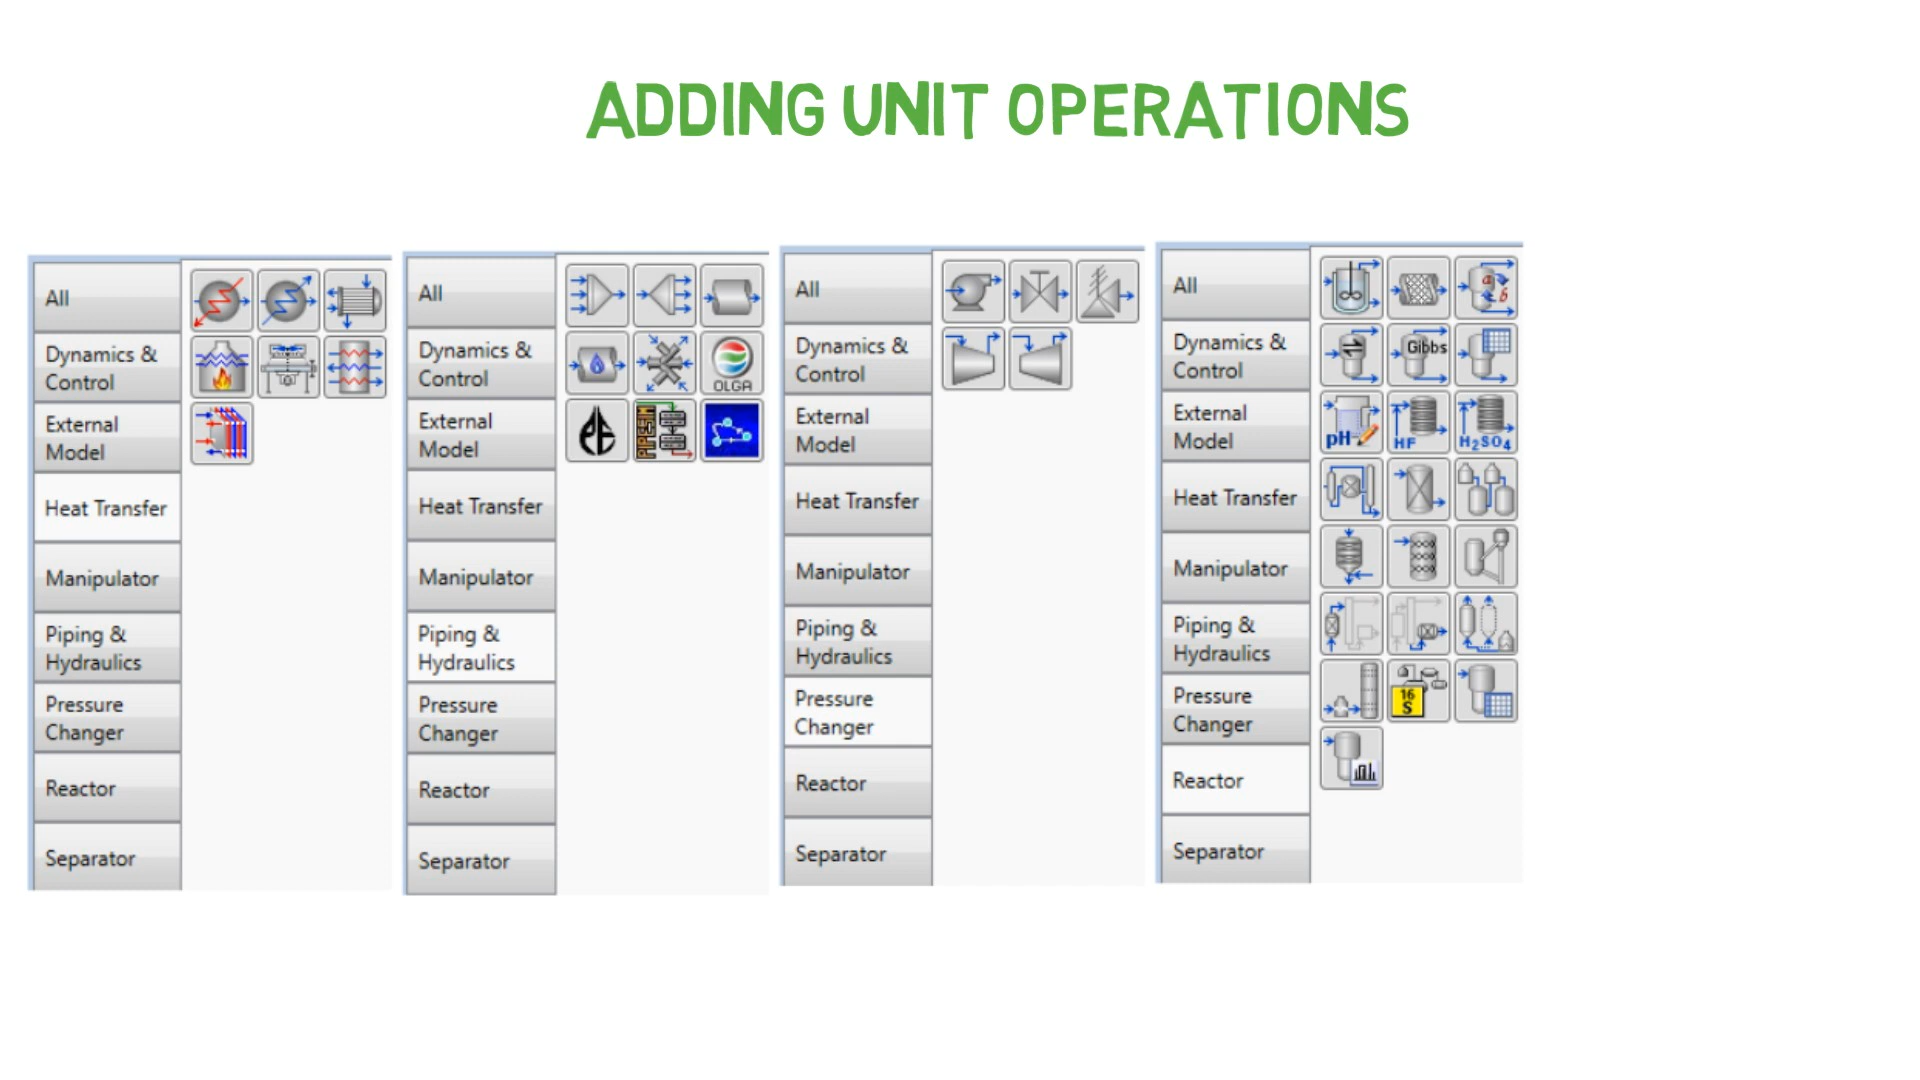 ADDING UNIT OPERATIONS
All
Dynamics &
Control
External
Model
Heat Transfer
Manipulator
Piping &
Hydraulics
Pressure
Changer
Reactor
Separator
All
Dynamics &
Control
External
Model
Heat Transfer
Manipulator
Piping &
Hydraulics
Pressure
Changer
Reactor
Separator
OLGA
PIPESIM
All
Dynamics &
Control
External
Model
Heat Transfer
Manipulator
Piping &
Hydraulics
Pressure
Changer
Reactor
Separator
All
Dynamics &
Control
External
Model
Heat Transfer
Manipulator
Piping &
Hydraulics
Pressure
Changer
Reactor
Separator
a
b
Gibbs
pH
HF
H2SO4
16
S